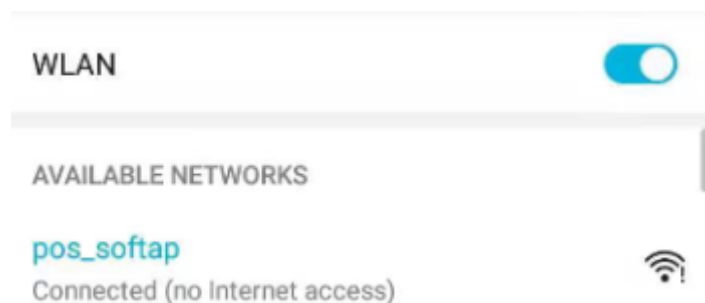 WLAN
AVAILABLE NETWORKS
pos_softap
Connected (no Internet access)